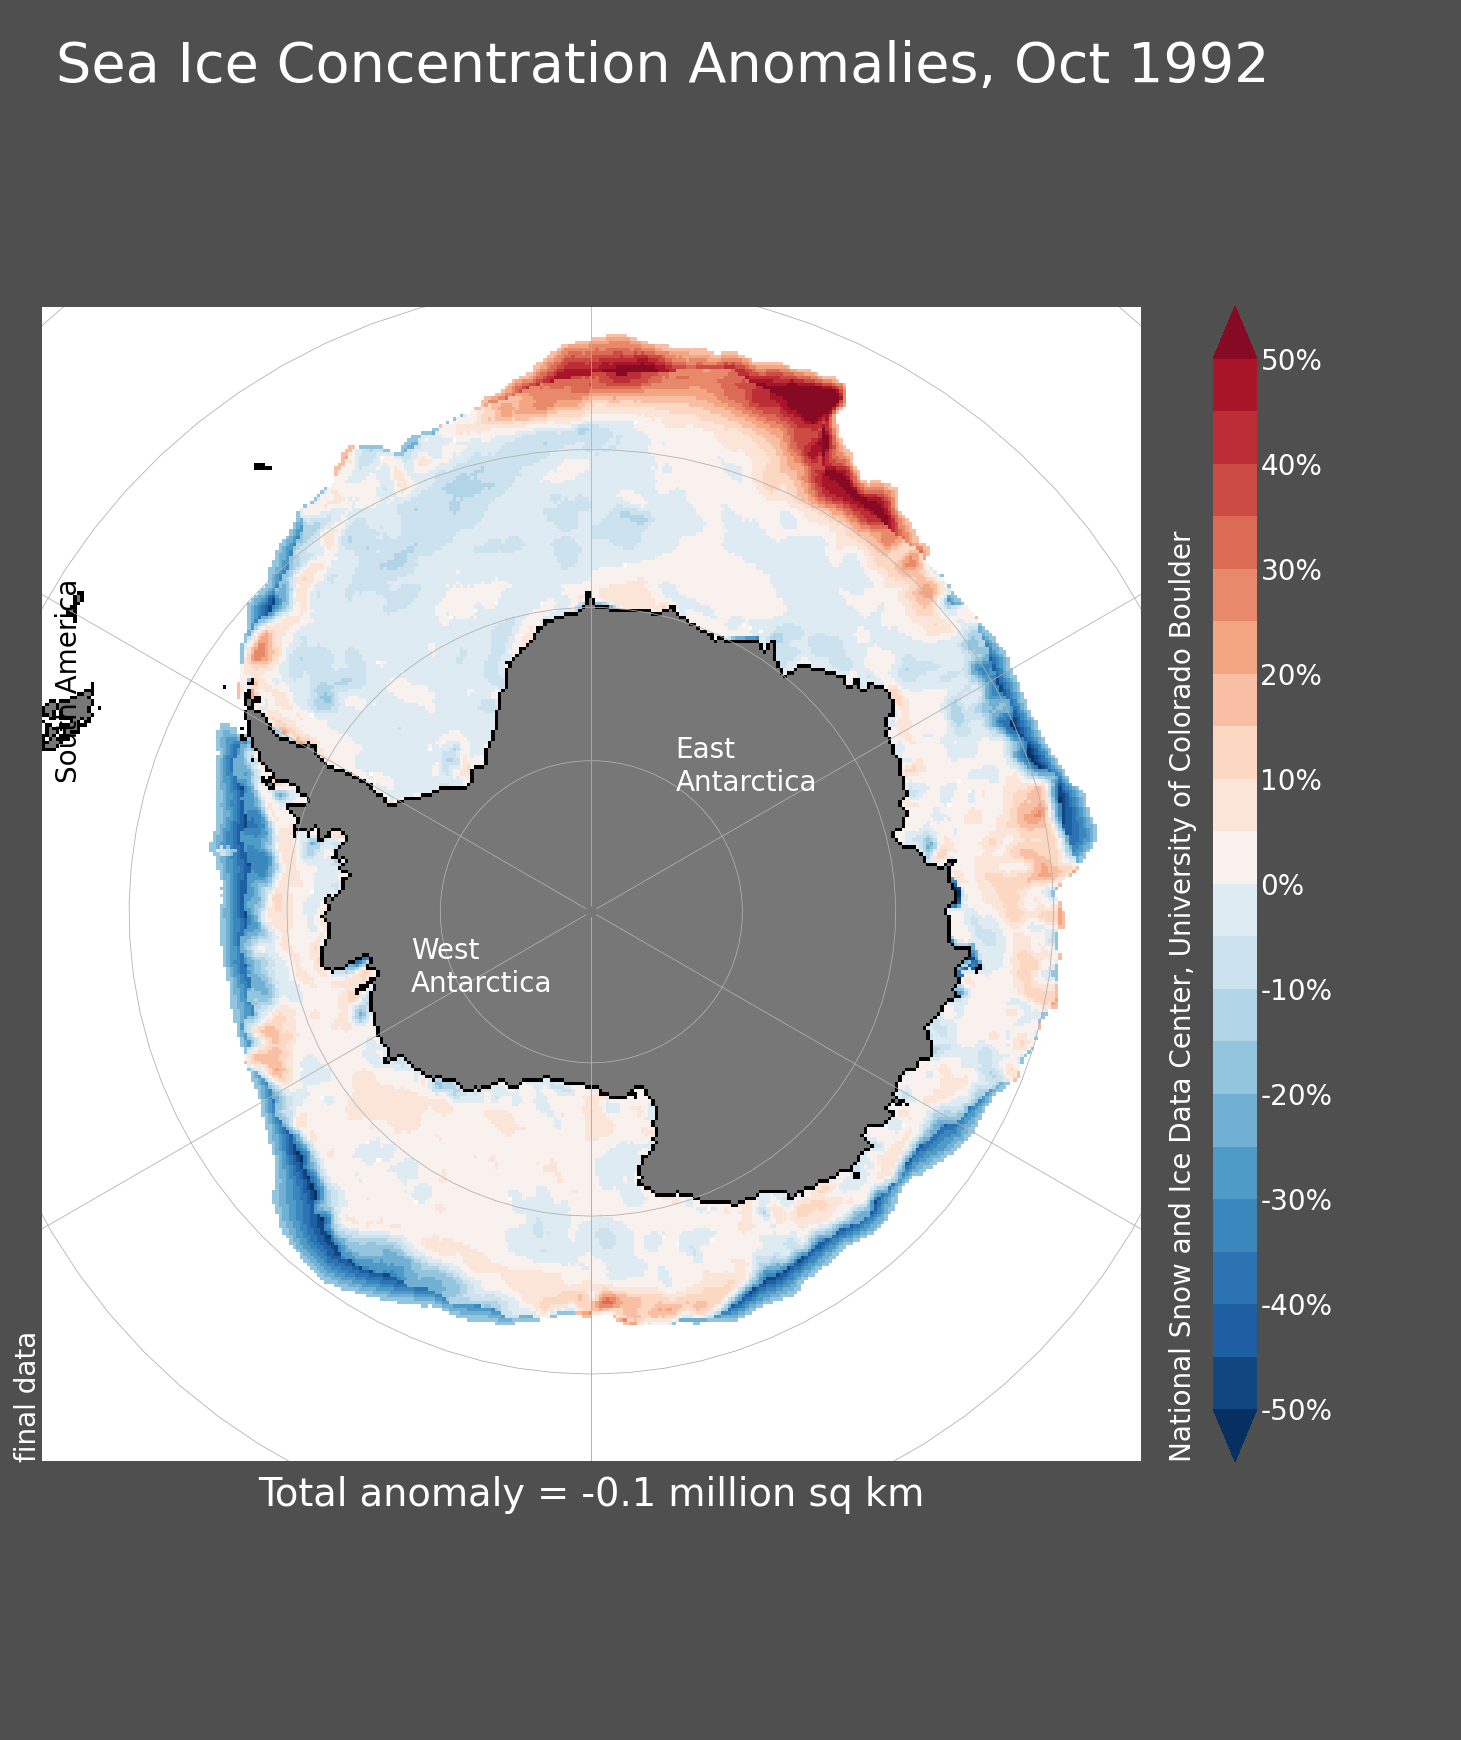 Sea Ice Concentration Anomalies, Oct 1992
South America
East
Antarctica
West
Antarctica
final data
National Snow and Ice Data Center, University of Colorado Boulder
50%
40%
30%
20%
10%
0%
-10%
-20%
-30%
-40%
-50%
Total anomaly = -0.1 million sq km